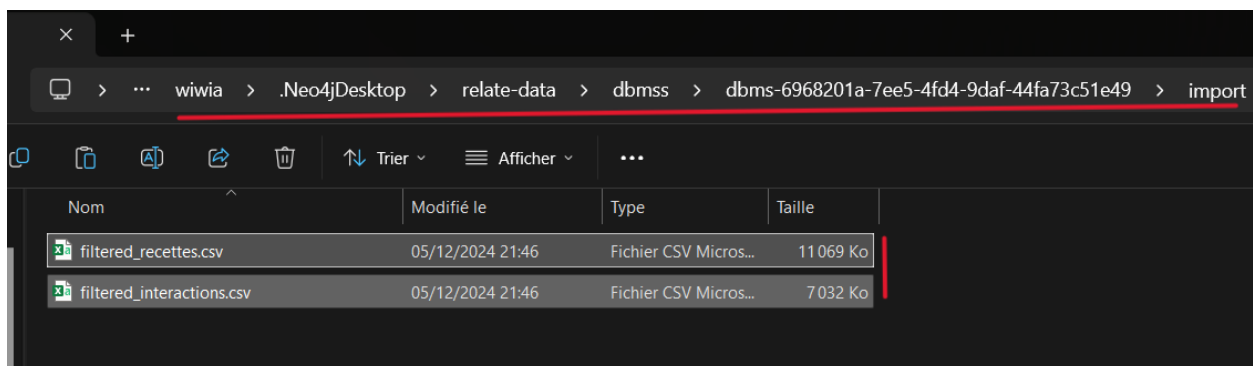 ··· wiwia > .Neo4jDesktop > relate-data > dbmss > dbms-6968201a-7ee5-4fd4-9daf-44fa73c51e49 > import
Trier Afficher ···
Nom Modifié le Type Taille
filtered_recettes.csv 05/12/2024 21:46 Fichier CSV Micros... 11 069 Ko
filtered_interactions.csv 05/12/2024 21:46 Fichier CSV Micros... 7 032 Ko